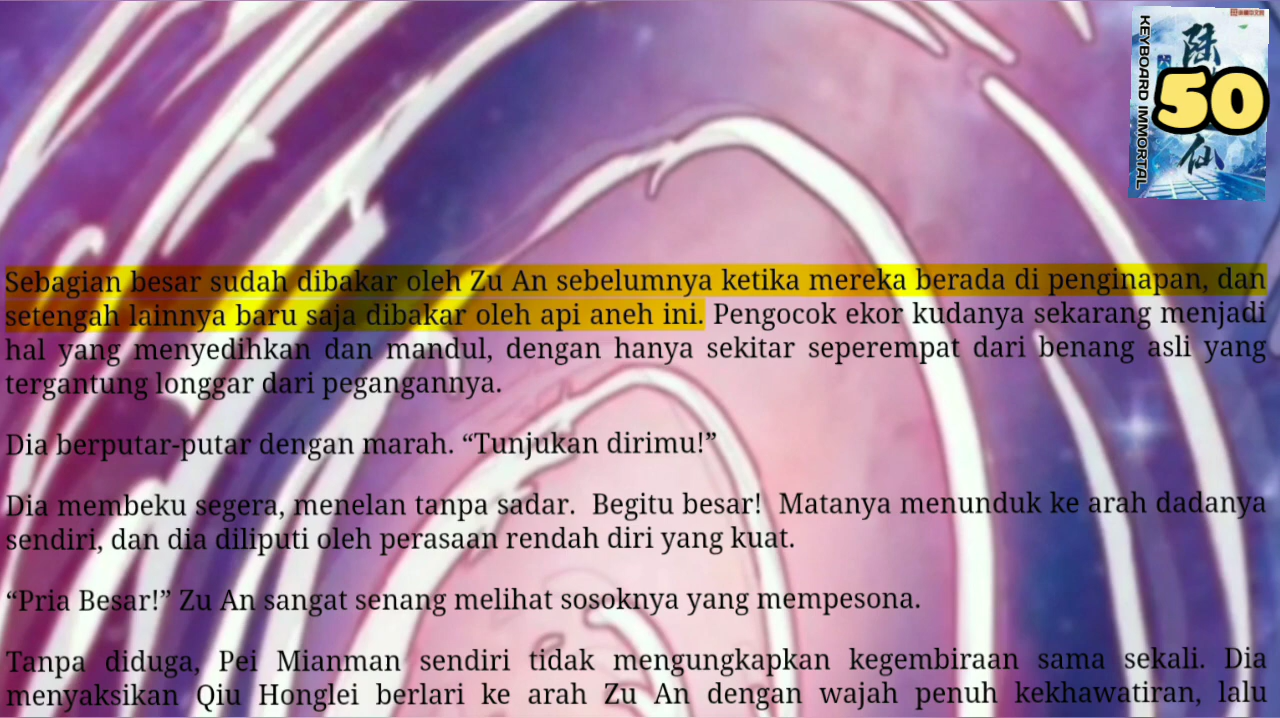 KEYBOARD IMMORTAL
仙
50
Sebagian besar sudah dibakar oleh Zu An sebelumnya ketika mereka berada di penginapan, dan
setengah lainnya baru saja dibakar oleh api aneh ini. Pengocok ekor kudanya sekarang menjadi
hal yang menyedihkan dan mandul, dengan hanya sekitar seperempat dari benang asli yang
tergantung longgar dari pegangannya.
Dia berputar-putar dengan marah. “Tunjukan dirimu!”
Dia membeku segera, menelan tanpa sadar. Begitu besar! Matanya menunduk ke arah dadanya
sendiri, dan dia diliputi oleh perasaan rendah diri yang kuat.
“Pria Besar!” Zu An sangat senang melihat sosoknya yang mempesona.
Tanpa diduga, Pei Mianman sendiri tidak mengungkapkan kegembiraan sama sekali. Dia
menyaksikan Qiu Honglei berlari ke arah Zu An dengan wajah penuh kekhawatiran, lalu